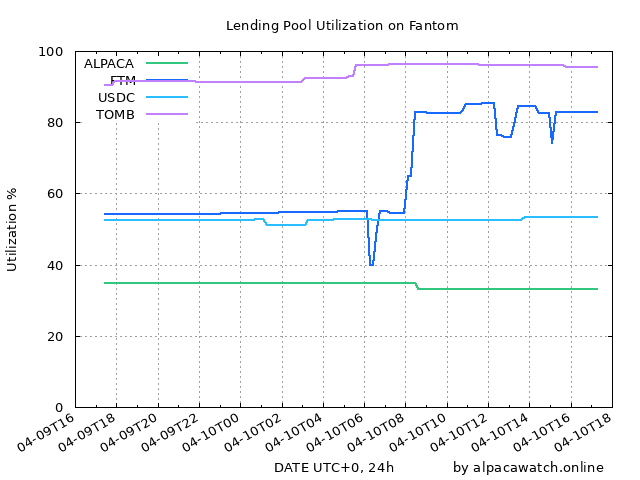 Lending Pool Utilization on Fantom
Utilization %
100
80
60
40
20
0
ALPACA
FTM
USDC
TOMB
04-09T16
04-09T18
04-09T20
04-09T22
04-10T00
04-10T02
04-10T04
04-10T06
04-10T08
04-10T10
04-10T12
04-10T14
04-10T16
04-10T18
DATE UTC+0, 24h
by alpacawatch.online